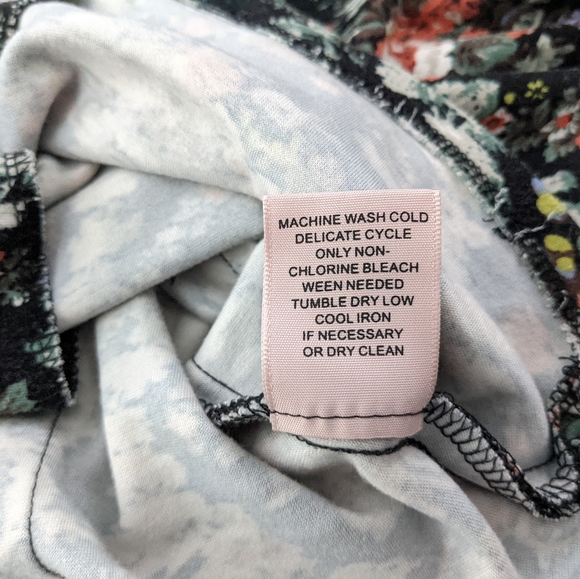 MACHINE WASH COLD
DELICATE CYCLE
ONLY NON-
CHLORINE BLEACH
WEEN NEEDED
TUMBLE DRY LOW
COOL IRON
IF NECESSARY
OR DRY CLEAN